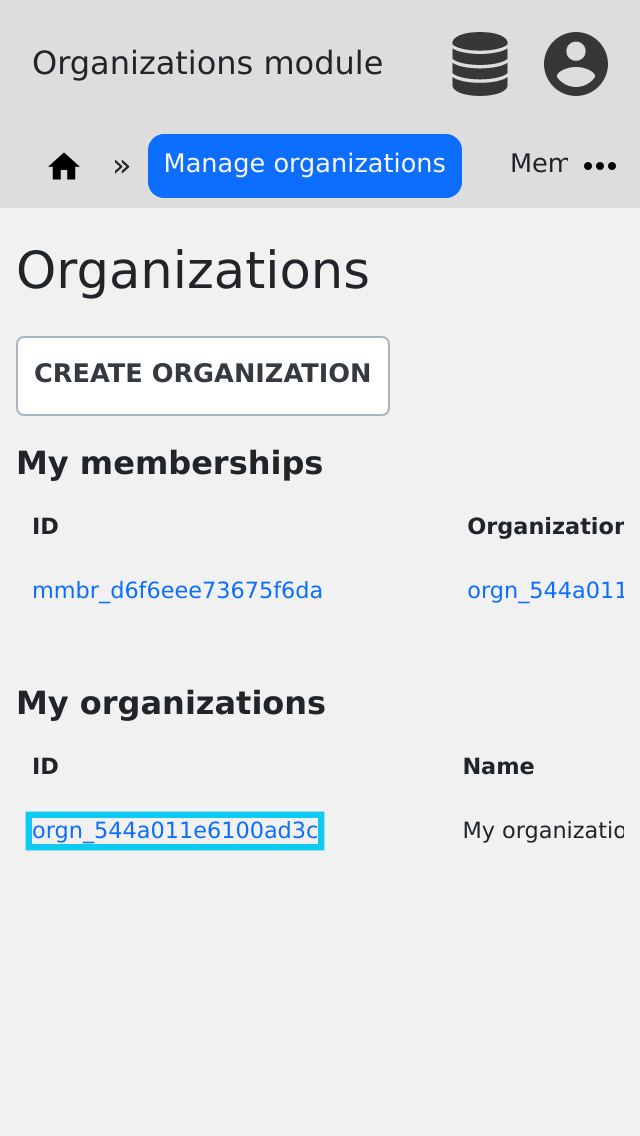 Organizations module
» Manage organizations Mem •••
Organizations
CREATE ORGANIZATION
My memberships
ID Organization
mmbr_d6f6eee73675f6da orgn_544a011
My organizations
ID Name
orgn_544a011e6100ad3c My organizatio